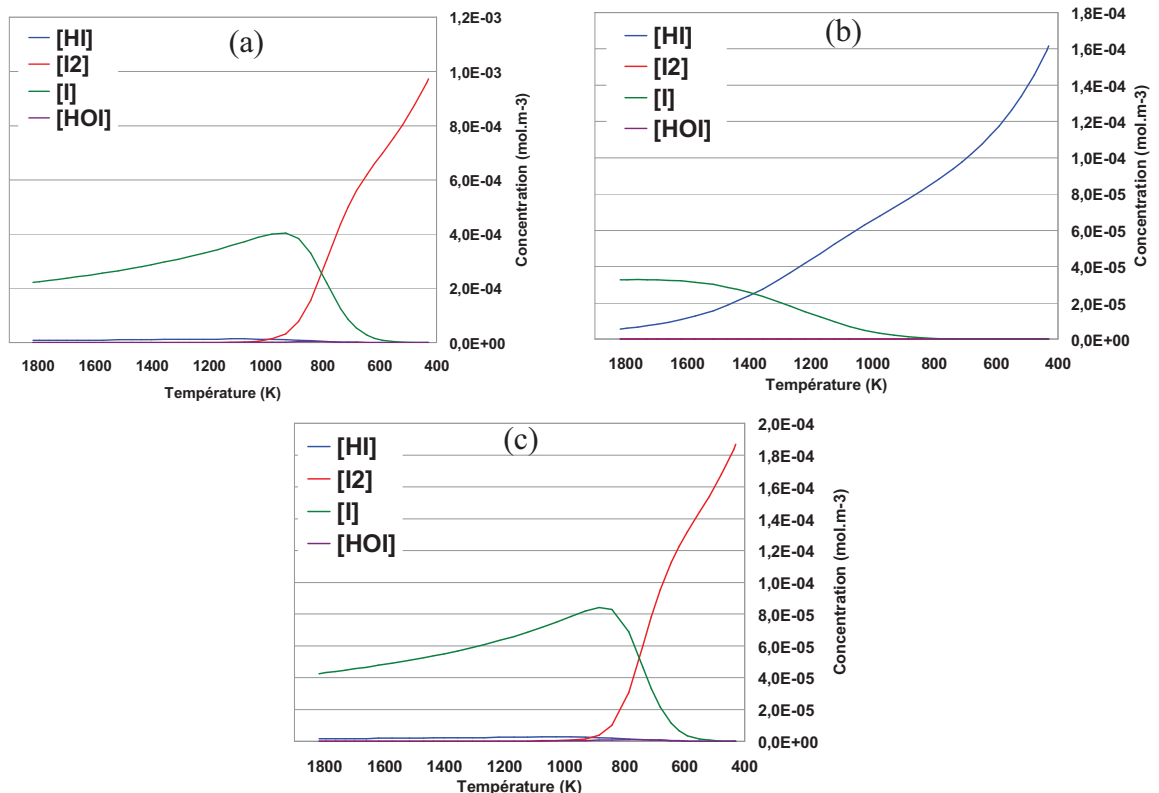 (a)
[HI]
[I2]
[I]
[HOI]
1,2E-03
1,0E-03
8,0E-04
6,0E-04
4,0E-04
2,0E-04
0,0E+00
Concentration (mol.m-3)
1800 1600 1400 1200 1000 800 600 400
Température (K)
(b)
[HI]
[I2]
[I]
[HOI]
1,8E-04
1,6E-04
1,4E-04
1,2E-04
1,0E-04
8,0E-05
6,0E-05
4,0E-05
2,0E-05
0,0E+00
Concentration (mol.m-3)
1800 1600 1400 1200 1000 800 600 400
Température (K)
(c)
[HI]
[I2]
[I]
[HOI]
2,0E-04
1,8E-04
1,6E-04
1,4E-04
1,2E-04
1,0E-04
8,0E-05
6,0E-05
4,0E-05
2,0E-05
0,0E+00
Concentration (mol.m-3)
1800 1600 1400 1200 1000 800 600 400
Température (K)